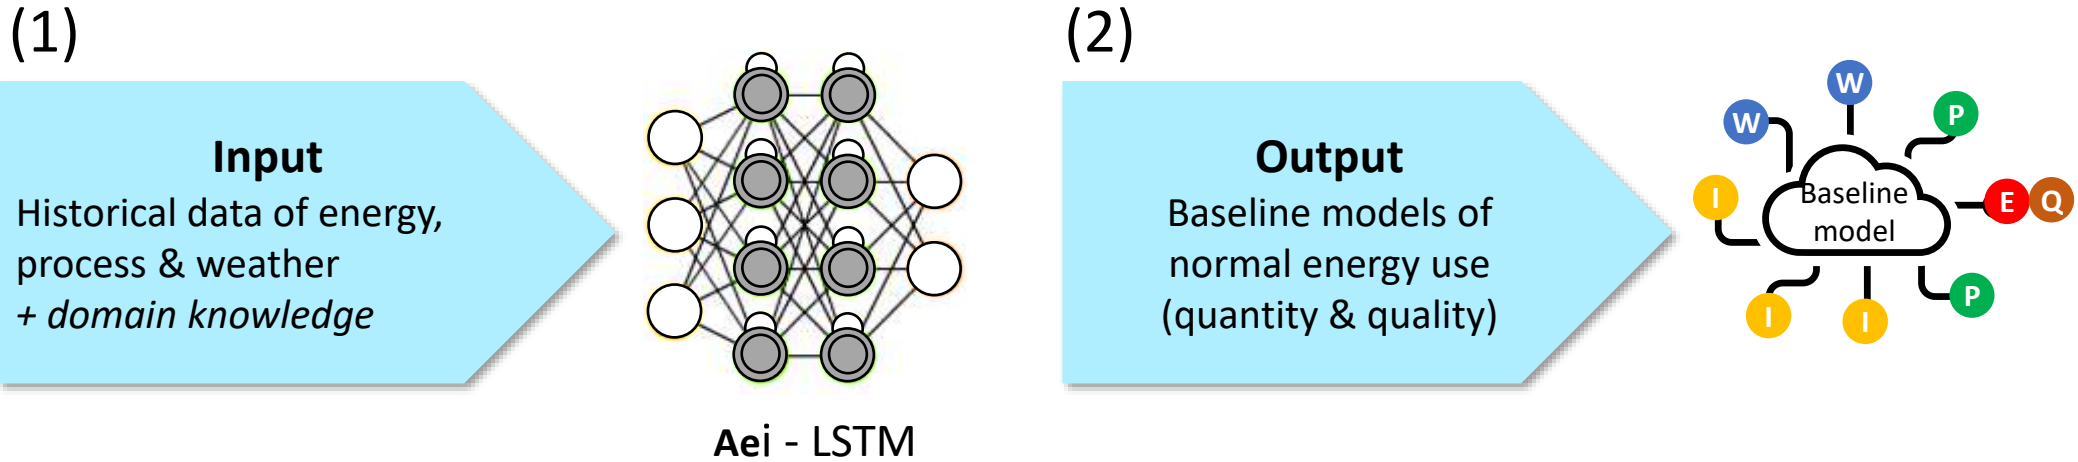 (1)
Input
Historical data of energy,
process & weather
+ domain knowledge
Aei - LSTM
(2)
Output
Baseline models of
normal energy use
(quantity & quality)
W
W
P
I
Baseline
model
E
Q
I
I
P